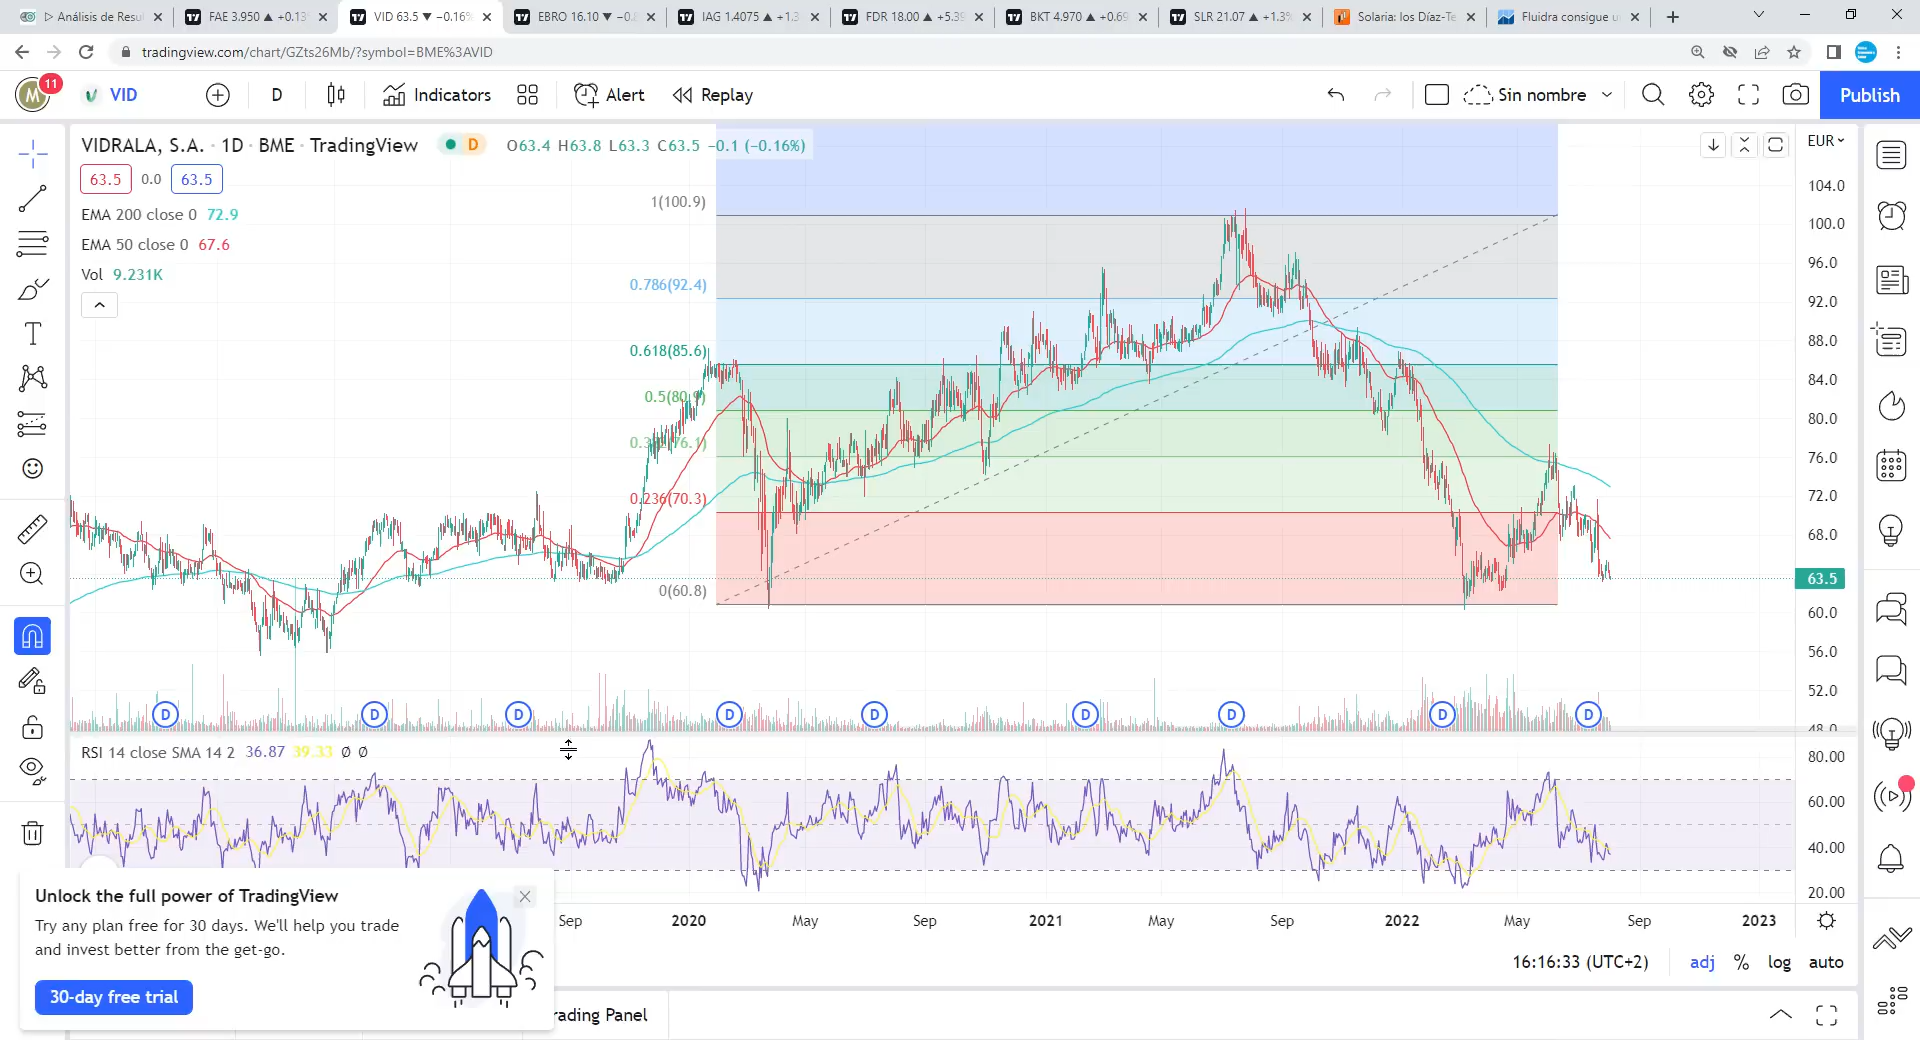 ▷ Análisis de Resul
FAE 3.950 ▲ +0.13
VID 63.5 ▼ −0.16%
EBRO 16.10 ▼ −0.
IAG 1.4075 ▲ +1.3
FDR 18.00 ▲ +5.39
BKT 4.970 ▲ +0.69
SLR 21.07 ▲ +1.3%
Solaria: los Díaz-Te
Fluidra consigue u
tradingview.com/chart/GZts26Mb/?symbol=BME%3AVID
M
11
VID
D
Indicators
Alert
Replay
Sin nombre
Publish
VIDRALA, S.A. · 1D · BME · TradingView
D
O63.4 H63.8 L63.3 C63.5 −0.1 (−0.16%)
EUR
63.5 0.0 63.5
EMA 200 close 0 72.9
EMA 50 close 0 67.6
Vol 9.231K
1(100.9)
0.786(92.4)
0.618(85.6)
0.5(80.9)
0.236(70.3)
0(60.8)
104.0
100.0
96.0
92.0
88.0
84.0
80.0
76.0
72.0
68.0
63.5
60.0
56.0
52.0
48.0
D D D D D D D D D
RSI 14 close SMA 14 2 36.87 39.33 Ø Ø
80.00
60.00
40.00
20.00
Sep 2020 May Sep 2021 May Sep 2022 May Sep 2023
16:16:33 (UTC+2)
adj % log auto
Unlock the full power of TradingView
Try any plan free for 30 days. We'll help you trade
and invest better from the get-go.
30-day free trial
rading Panel